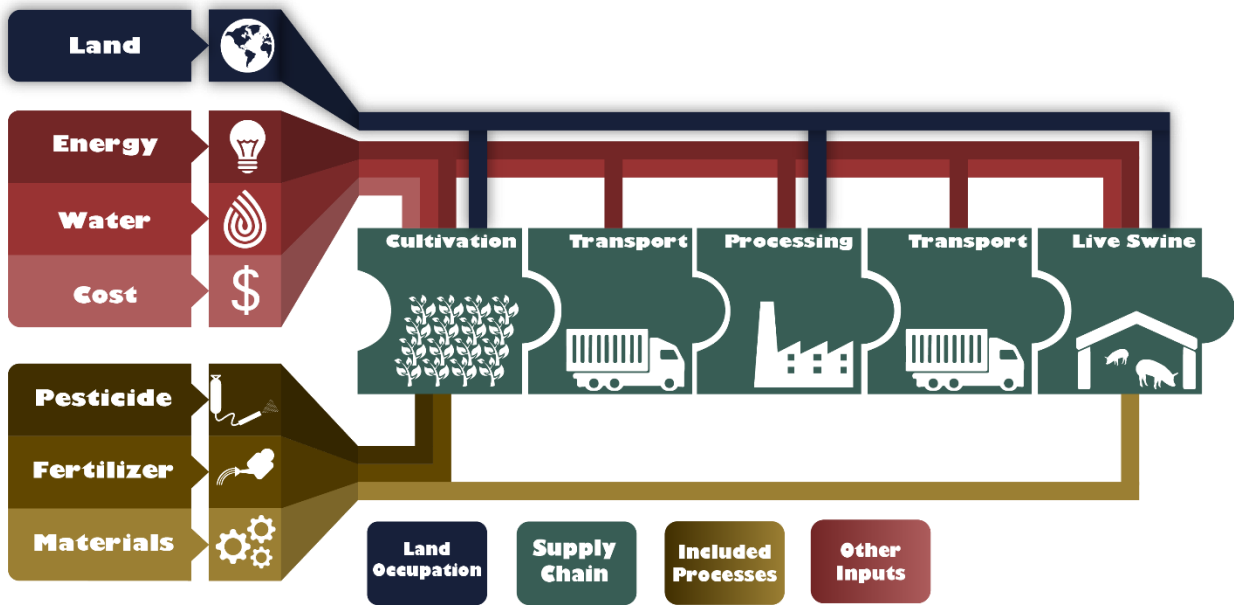 Land
Energy
Water
Cost
$
Cultivation Transport Processing Transport Live Swine
Pesticide
Fertilizer
Materials
Land
Occupation
Supply
Chain
Included
Processes
Other
Inputs